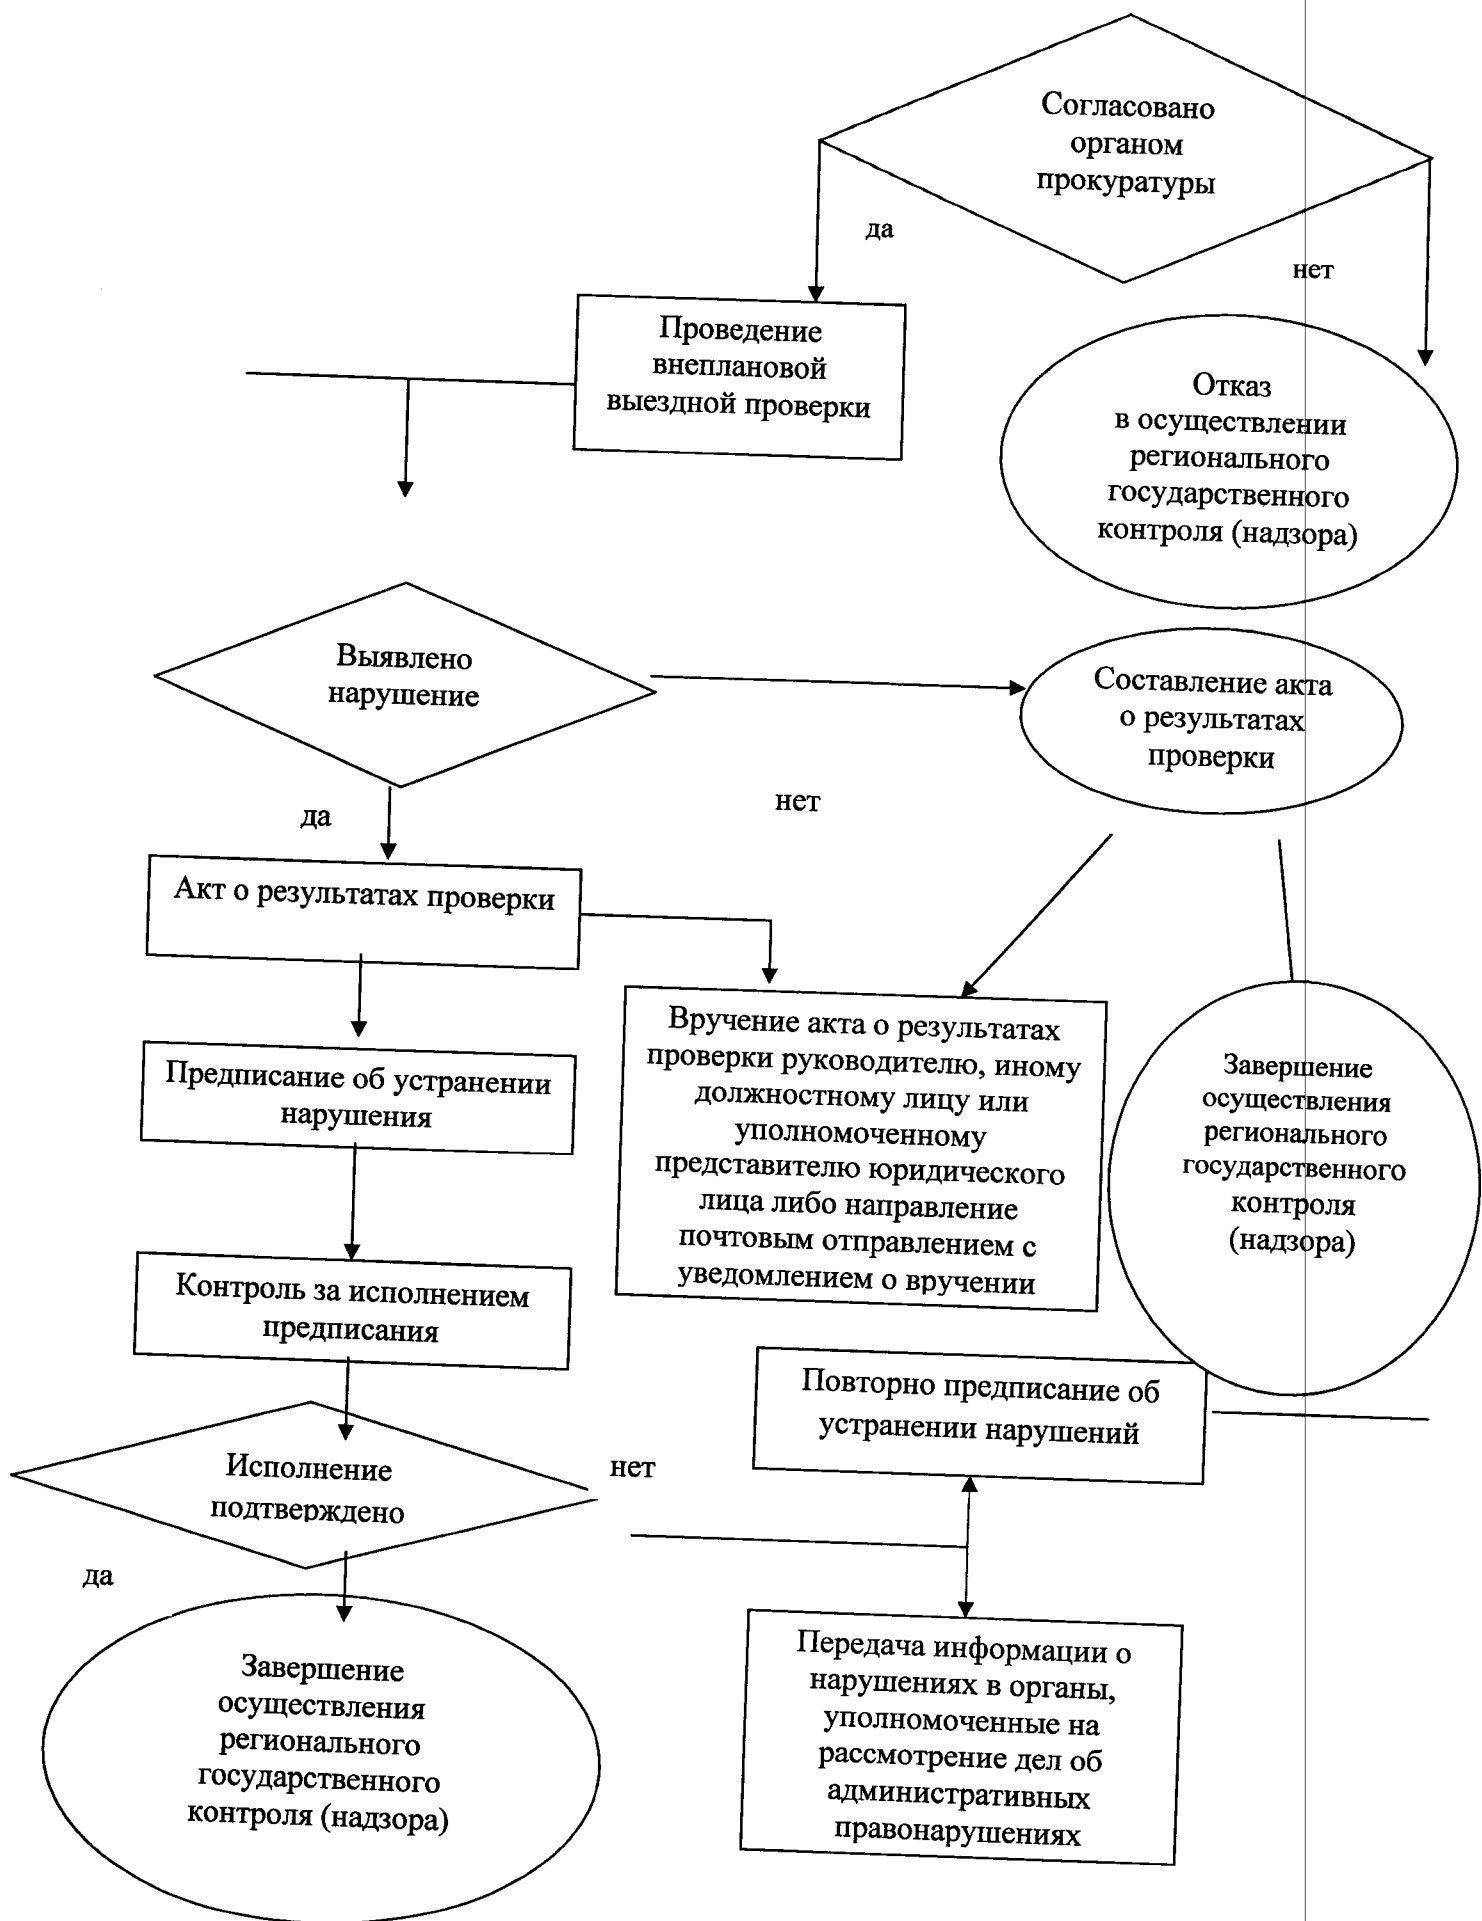 Согласовано
органом
прокуратуры
да
нет
Проведение
внеплановой
выездной проверки
Отказ
в осуществлении
регионального
государственного
контроля (надзора)
Выявлено
нарушение
Составление акта
о результатах
проверки
да
нет
Акт о результатах проверки
Вручение акта о результатах
проверки руководителю, иному
должностному лицу или
уполномоченному
представителю юридического
лица либо направление
почтовым отправлением с
уведомлением о вручении
Завершение
осуществления
регионального
государственного
контроля
(надзора)
Предписание об устранении
нарушения
Контроль за исполнением
предписания
Повторно предписание об
устранении нарушений
Исполнение
подтверждено
нет
да
Завершение
осуществления
регионального
государственного
контроля (надзора)
Передача информации о
нарушениях в органы,
уполномоченные на
рассмотрение дел об
административных
правонарушениях